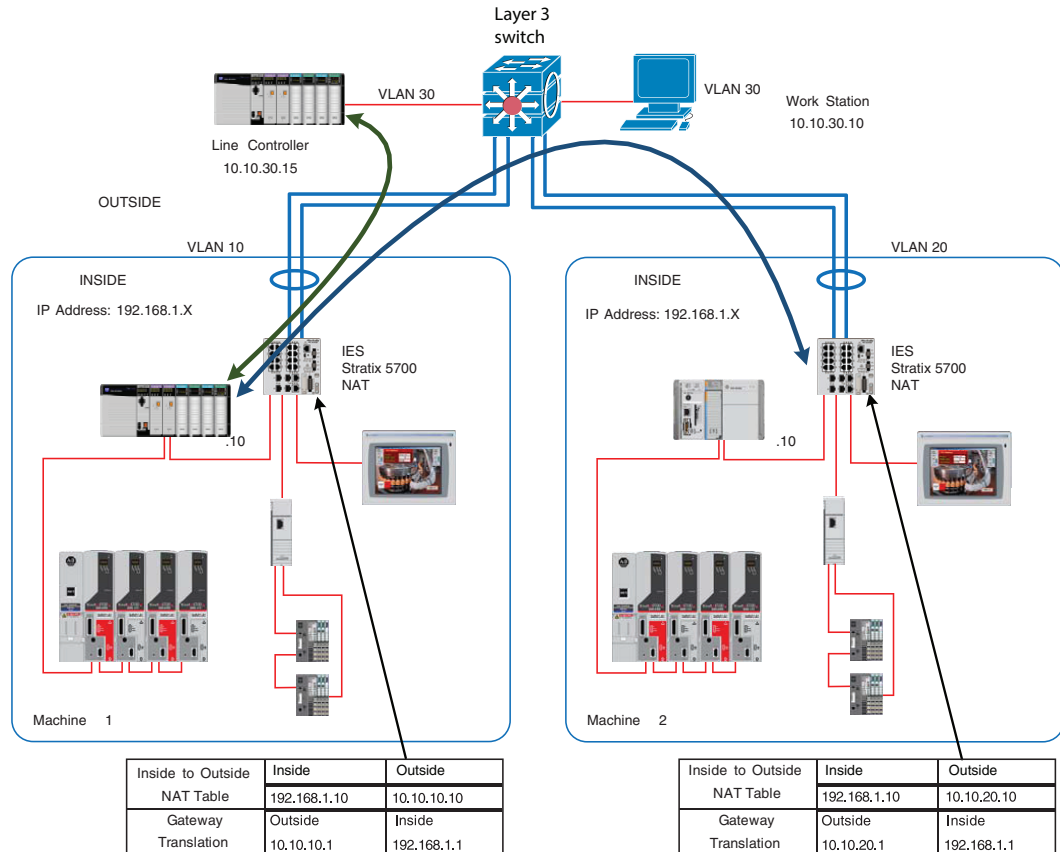 Layer 3
switch
VLAN 30
VLAN 30
Work Station
10.10.30.10
Line Controller
10.10.30.15
OUTSIDE
VLAN 10
VLAN 20
INSIDE
IP Address: 192.168.1.X
IES
Stratix 5700
NAT
.10
Machine 1
INSIDE
IP Address: 192.168.1.X
IES
Stratix 5700
NAT
.10
Machine 2
Inside to Outside NAT Table
Inside
Outside
192.168.1.10
10.10.10.10
Gateway Translation
Outside
Inside
10.10.10.1
192.168.1.1
Inside to Outside NAT Table
Inside
Outside
192.168.1.10
10.10.20.10
Gateway Translation
Outside
Inside
10.10.20.1
192.168.1.1